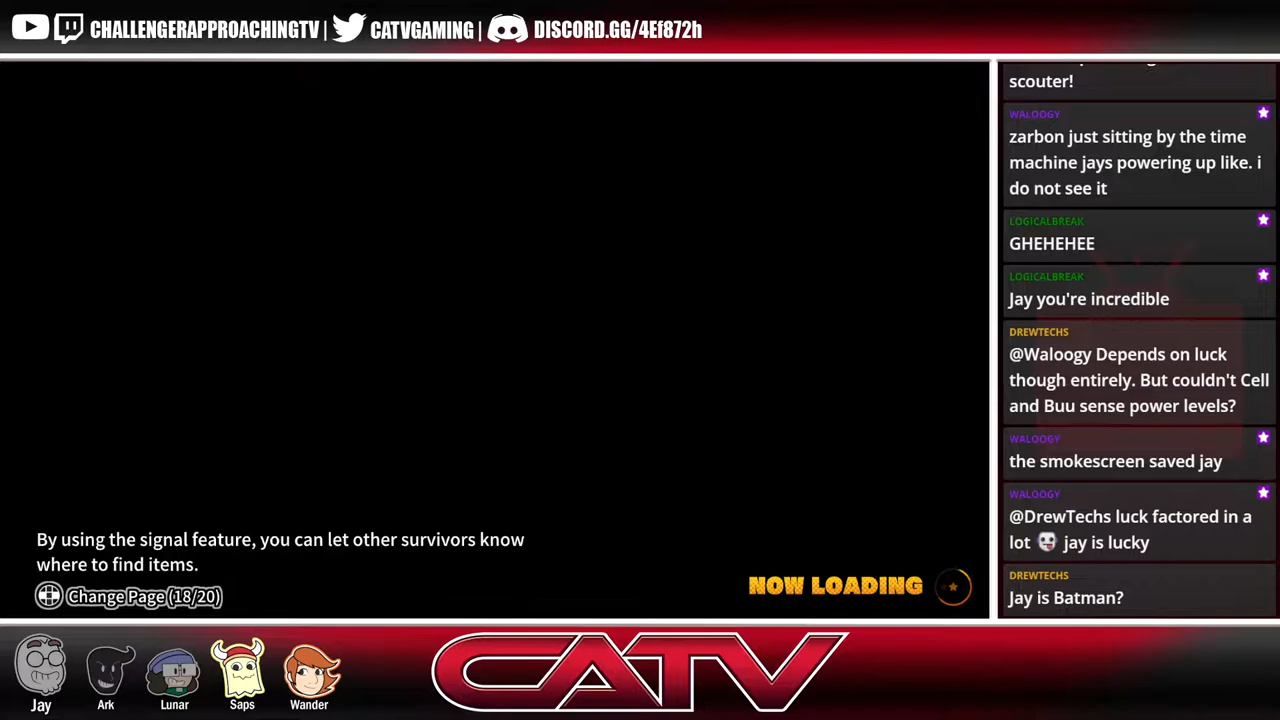 CHALLENGERAPPROACHINGTV | CATVGAMING | DISCORD.GG/4Ef872h
scouter!
WALOOGY
zarbon just sitting by the time
machine jays powering up like. i
do not see it
LOGICALBREAK
GHEHEHEE
LOGICALBREAK
Jay you're incredible
DREWTECHS
@Waloogy Depends on luck
though entirely. But couldn't Cell
and Buu sense power levels?
WALOOGY
the smokescreen saved jay
WALOOGY
@DrewTechs luck factored in a
lot jay is lucky
DREWTECHS
Jay is Batman?
By using the signal feature, you can let other survivors know
where to find items.
Change Page (18/20)
NOW LOADING
Jay Ark Lunar Saps Wander
CATV